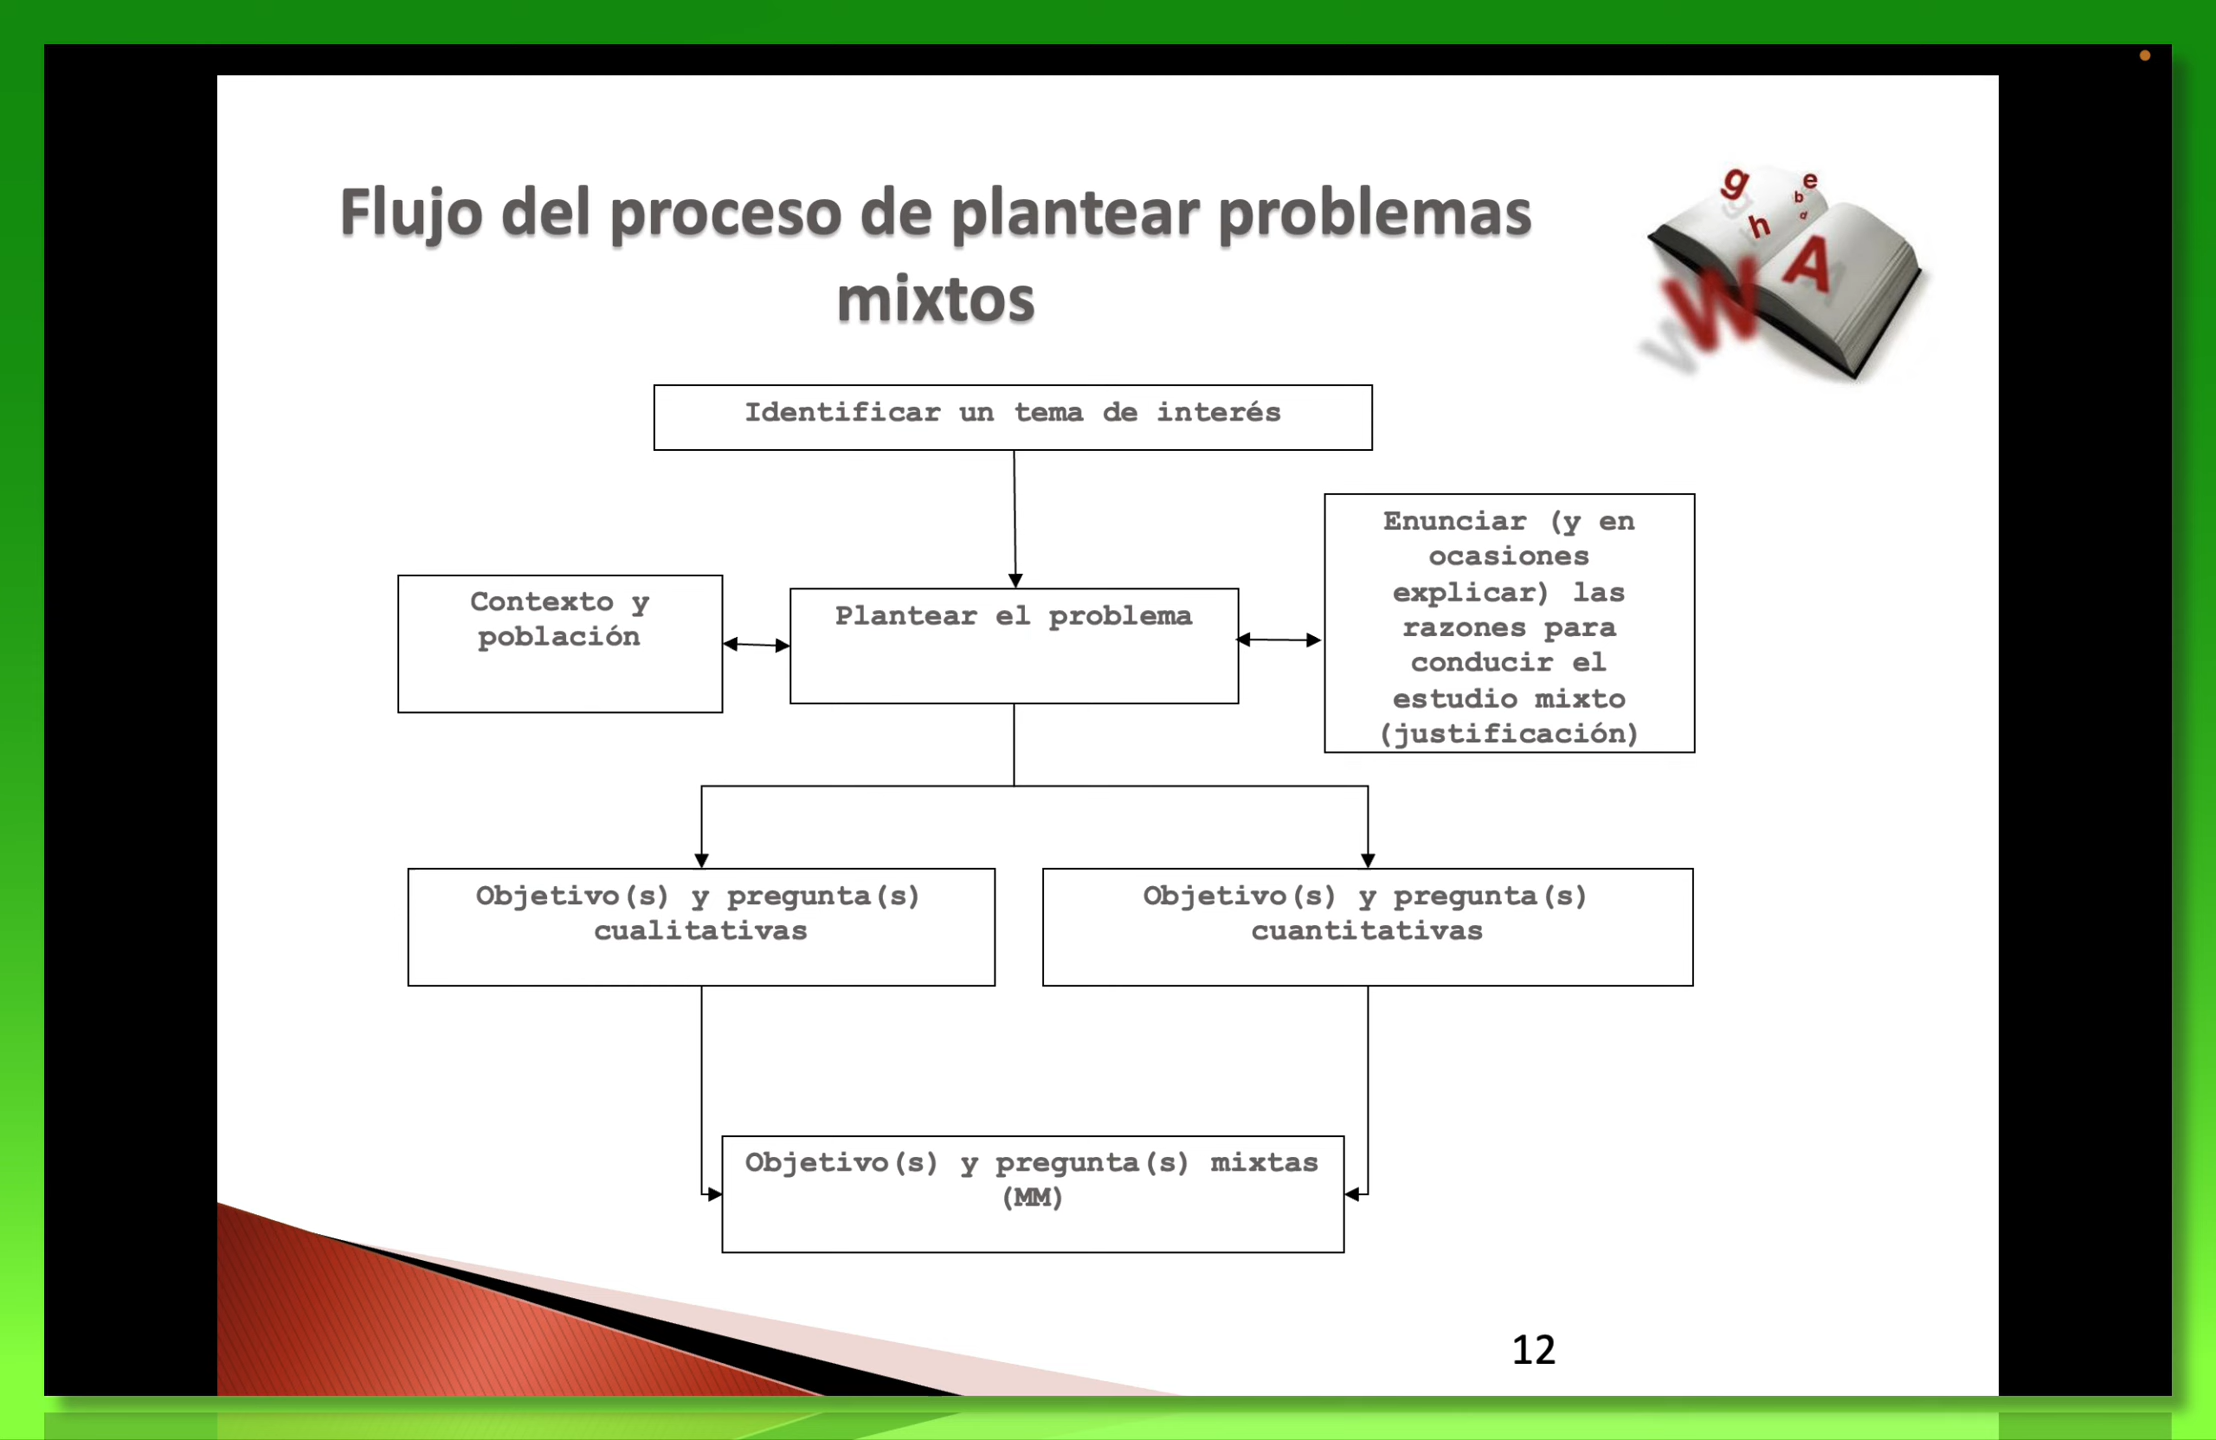 Flujo del proceso de plantear problemas
mixtos
g
e
b
d
h
A
W
Identificar un tema de interés
Contexto y
población
Plantear el problema
Enunciar (y en
ocasiones
explicar) las
razones para
conducir el
estudio mixto
(justificación)
Objetivo(s) y pregunta(s)
cualitativas
Objetivo(s) y pregunta(s)
cuantitativas
Objetivo(s) y pregunta(s) mixtas
(MM)
12